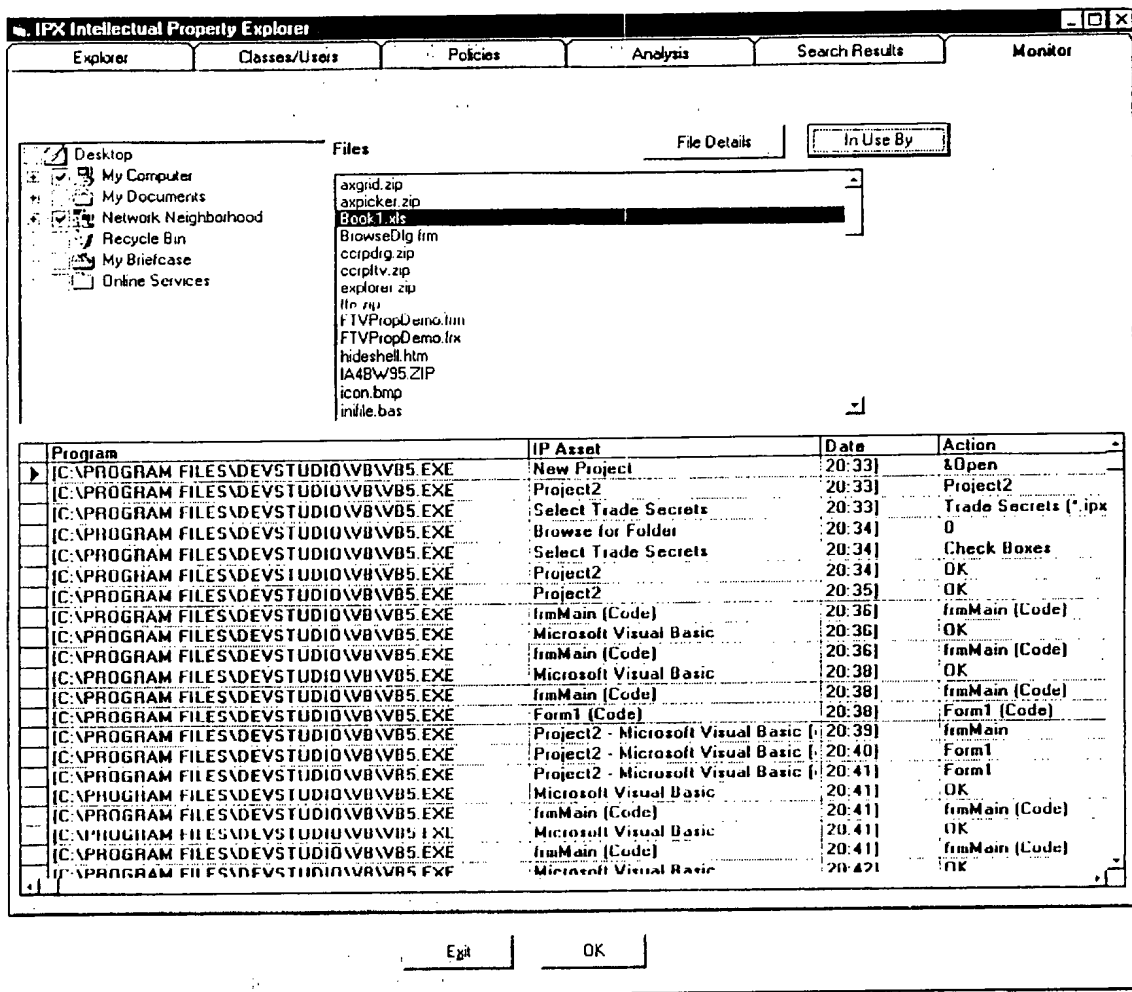 IPX Intellectual Property Explorer
Explorer Classes/Users Policies Analysis Search Results Monitor
File Details In Use By
Desktop
My Computer
My Documents
Network Neighborhood
Recycle Bin
My Briefcase
Online Services
Files
axgrid.zip
axpicker.zip
Book1.xls
BrowseDlg.frm
ccrpdrg.zip
ccrpltv.zip
explorer.zip
FTVPropDemo.frm
FTVPropDemo.frx
hideshell.htm
IA4BW95.ZIP
icon.bmp
inifile.bas
Program IP Asset Date Action
[C:\PROGRAM FILES\DEVSTUDIO\VB\VB5.EXE New Project 20:33] &Open
[C:\PROGRAM FILES\DEVSTUDIO\VB\VB5.EXE Project2 20:33] Project2
[C:\PROGRAM FILES\DEVSTUDIO\VB\VB5.EXE Select Trade Secrets 20:33] Trade Secrets (*.ipx
[C:\PROGRAM FILES\DEVSTUDIO\VB\VB5.EXE Browse for Folder 20:34] 0
[C:\PROGRAM FILES\DEVSTUDIO\VB\VB5.EXE Select Trade Secrets 20:34] Check Boxes
[C:\PROGRAM FILES\DEVSTUDIO\VB\VB5.EXE Project2 20:34] OK
[C:\PROGRAM FILES\DEVSTUDIO\VB\VB5.EXE Project2 20:35] OK
[C:\PROGRAM FILES\DEVSTUDIO\VB\VB5.EXE frmMain (Code) 20:36] frmMain (Code)
[C:\PROGRAM FILES\DEVSTUDIO\VB\VB5.EXE Microsoft Visual Basic 20:36] OK
[C:\PROGRAM FILES\DEVSTUDIO\VB\VB5.EXE frmMain (Code) 20:36] frmMain (Code)
[C:\PROGRAM FILES\DEVSTUDIO\VB\VB5.EXE Microsoft Visual Basic 20:38] OK
[C:\PROGRAM FILES\DEVSTUDIO\VB\VB5.EXE frmMain (Code) 20:38] frmMain (Code)
[C:\PROGRAM FILES\DEVSTUDIO\VB\VB5.EXE Form1 (Code) 20:38] Form1 (Code)
[C:\PROGRAM FILES\DEVSTUDIO\VB\VB5.EXE Project2 - Microsoft Visual Basic [ 20:39] frmMain
[C:\PROGRAM FILES\DEVSTUDIO\VB\VB5.EXE Project2 - Microsoft Visual Basic [ 20:40] Form1
[C:\PROGRAM FILES\DEVSTUDIO\VB\VB5.EXE Project2 - Microsoft Visual Basic [ 20:41] Form1
[C:\PROGRAM FILES\DEVSTUDIO\VB\VB5.EXE Microsoft Visual Basic 20:41] OK
[C:\PROGRAM FILES\DEVSTUDIO\VB\VB5.EXE frmMain (Code) 20:41] frmMain (Code)
[C:\PROGRAM FILES\DEVSTUDIO\VB\VB5.EXE Microsoft Visual Basic 20:41] OK
[C:\PROGRAM FILES\DEVSTUDIO\VB\VB5.EXE frmMain (Code) 20:41] frmMain (Code)
[C:\PROGRAM FILES\DEVSTUDIO\VB\VB5.EXE Microsoft Visual Basic 20:42] OK
Exit OK